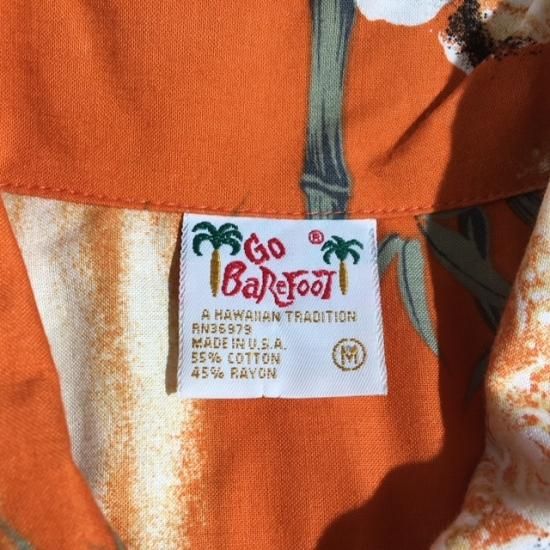 Go ®
BaREFooT
A HAWAIIAN TRADITION
RN36979
MADE IN U.S.A.
55% COTTON
45% RAYON
M